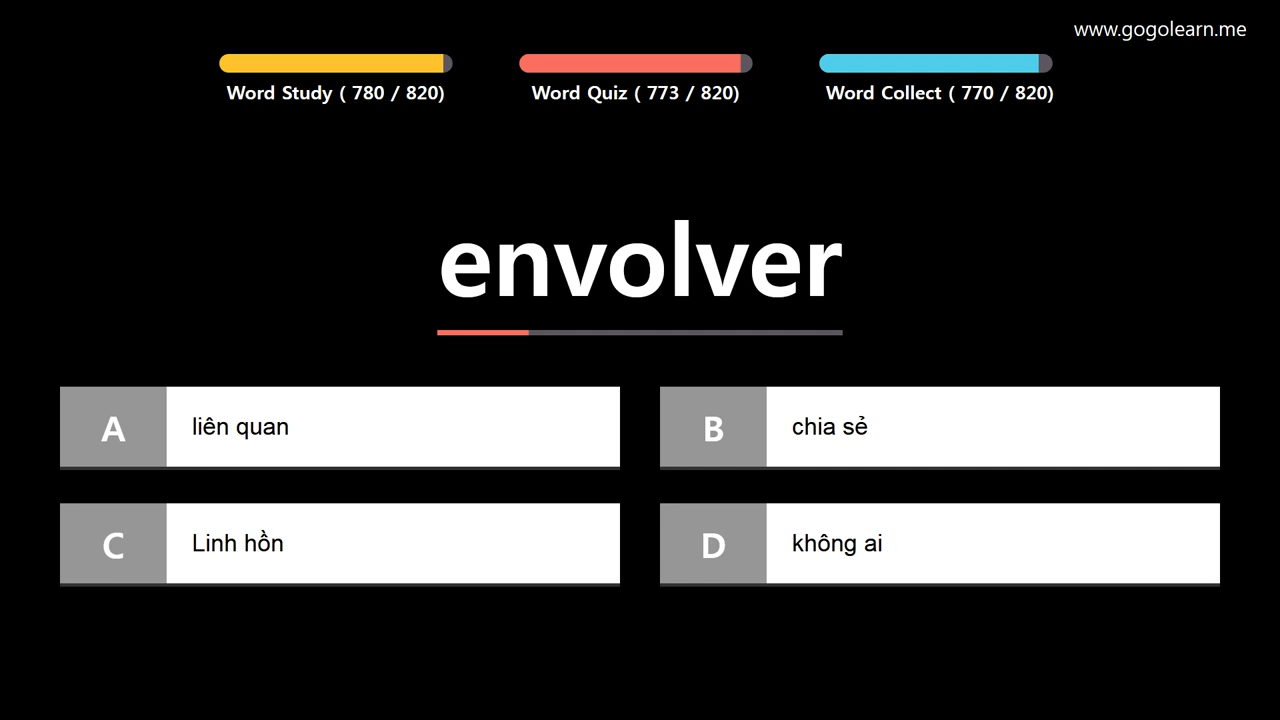 www.gogolearn.me
Word Study ( 780 / 820)
Word Quiz ( 773 / 820)
Word Collect ( 770 / 820)
envolver
A liên quan
B chia sẻ
C Linh hồn
D không ai